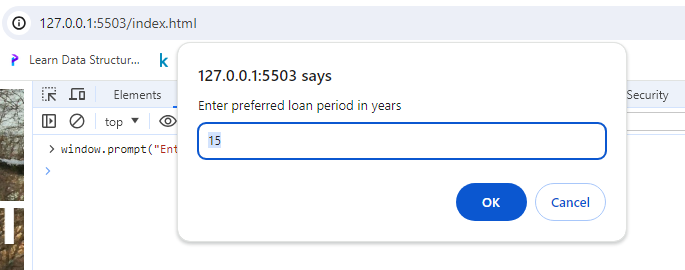 127.0.0.1:5503/index.html
Learn Data Structur...
k
127.0.0.1:5503 says
Enter preferred loan period in years
15
OK
Cancel
Elements
Security
top
window.prompt("Ent
T